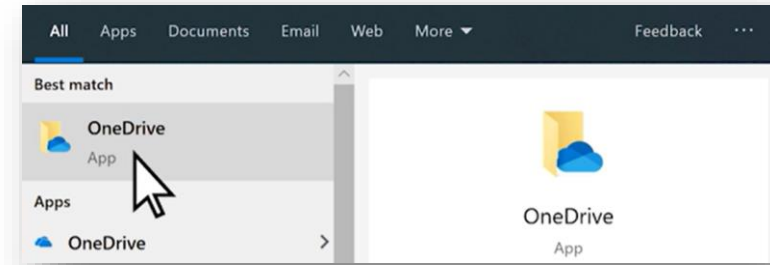 All Apps Documents Email Web More Feedback ...
Best match
OneDrive
App
Apps
OneDrive
OneDrive
App